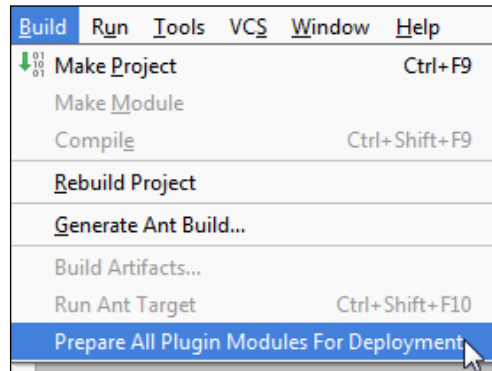 Build Run Tools VCS Window Help
Make Project Ctrl+F9
Make Module
Compile Ctrl+Shift+F9
Rebuild Project
Generate Ant Build...
Build Artifacts...
Run Ant Target Ctrl+Shift+F10
Prepare All Plugin Modules For Deployment